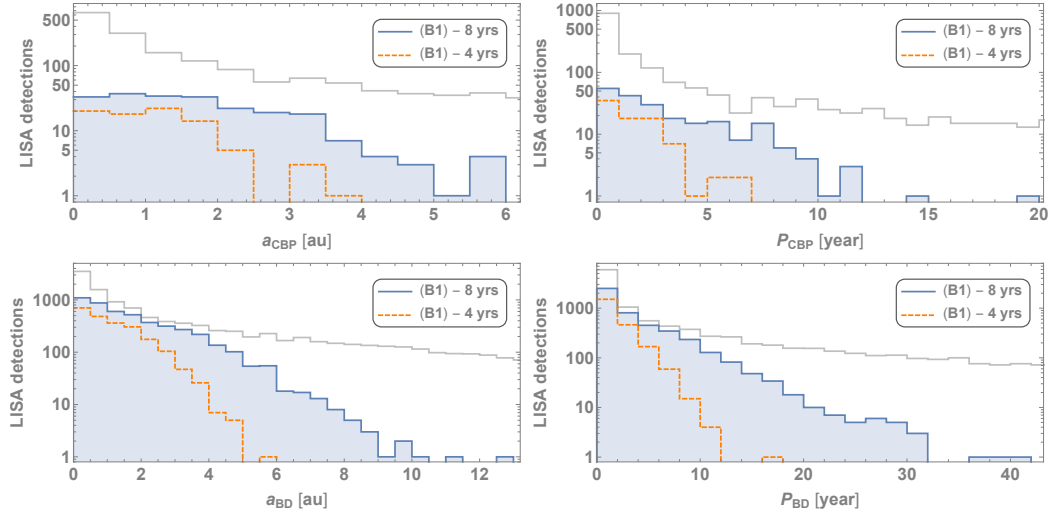 LISA detections
500
100
50
10
5
1
(B1) – 8 yrs
(B1) – 4 yrs
0 1 2 3 4 5 6
aCBP [au]
LISA detections
1000
500
100
50
10
5
1
(B1) – 8 yrs
(B1) – 4 yrs
0 5 10 15 20
PCBP [year]
LISA detections
1000
100
10
1
(B1) – 8 yrs
(B1) – 4 yrs
0 2 4 6 8 10 12
aBD [au]
LISA detections
1000
100
10
1
(B1) – 8 yrs
(B1) – 4 yrs
0 10 20 30 40
PBD [year]